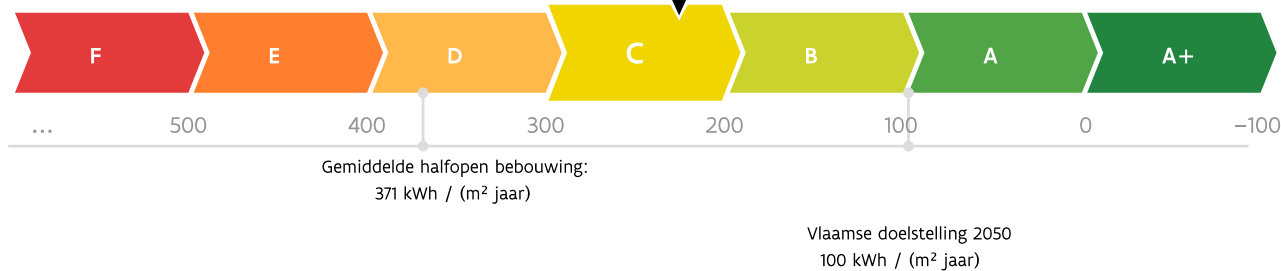 F E D C B A A+
... 500 400 300 200 100 0 –100
Gemiddelde halfopen bebouwing:
371 kWh / (m² jaar)
Vlaamse doelstelling 2050
100 kWh / (m² jaar)